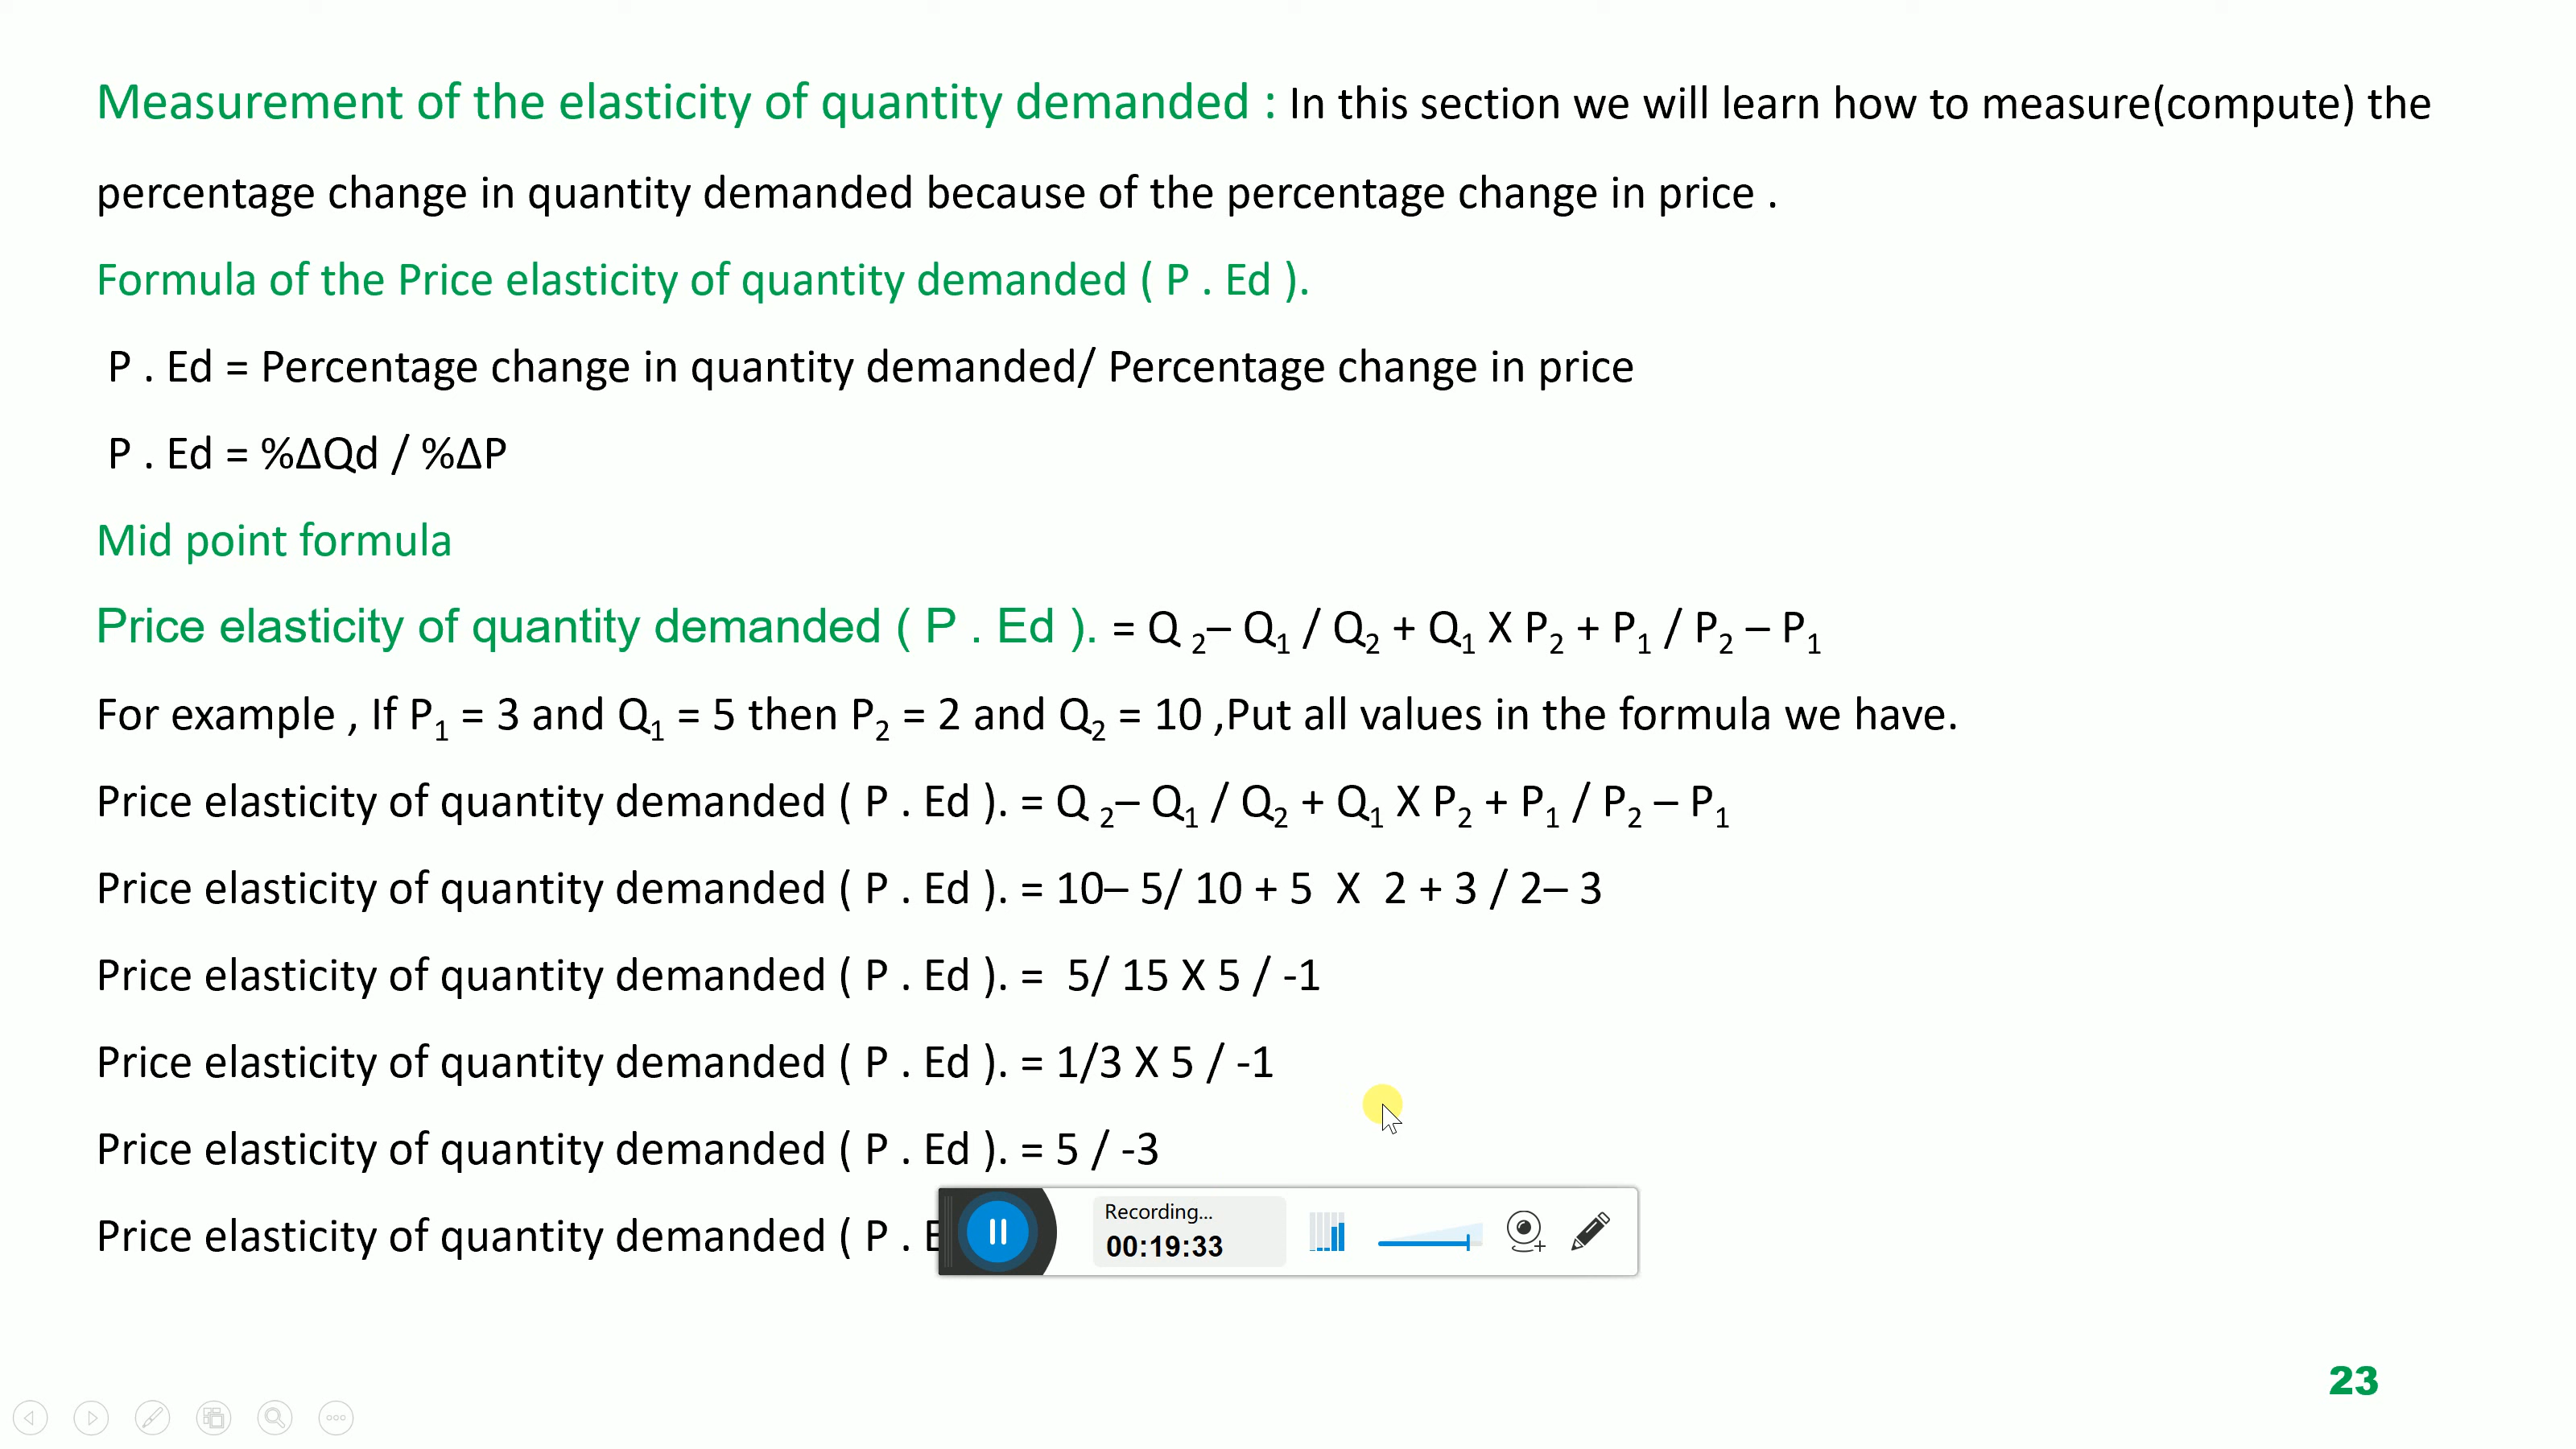 Measurement of the elasticity of quantity demanded : In this section we will learn how to measure(compute) the
percentage change in quantity demanded because of the percentage change in price .
Formula of the Price elasticity of quantity demanded ( P . Ed ).
P . Ed = Percentage change in quantity demanded/ Percentage change in price
P . Ed = %ΔQd / %ΔP
Mid point formula
Price elasticity of quantity demanded ( P . Ed ). = Q ₂– Q₁ / Q₂ + Q₁ X P₂ + P₁ / P₂ – P₁
For example , If P₁ = 3 and Q₁ = 5 then P₂ = 2 and Q₂ = 10 ,Put all values in the formula we have.
Price elasticity of quantity demanded ( P . Ed ). = Q ₂– Q₁ / Q₂ + Q₁ X P₂ + P₁ / P₂ – P₁
Price elasticity of quantity demanded ( P . Ed ). = 10– 5/ 10 + 5 X 2 + 3 / 2– 3
Price elasticity of quantity demanded ( P . Ed ). = 5/ 15 X 5 / -1
Price elasticity of quantity demanded ( P . Ed ). = 1/3 X 5 / -1
Price elasticity of quantity demanded ( P . Ed ). = 5 / -3
Price elasticity of quantity demanded ( P .
Recording...
00:19:33
23